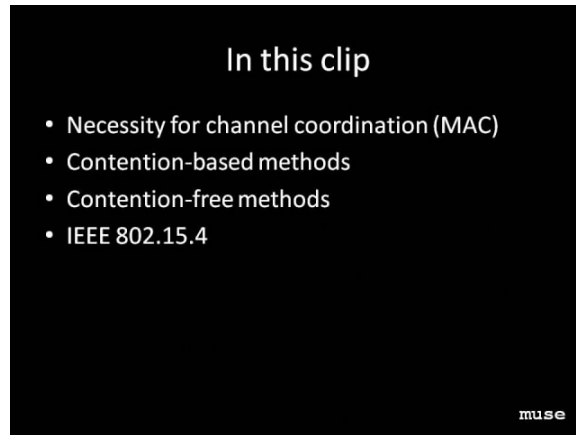 In this clip
• Necessity for channel coordination (MAC)
• Contention-based methods
• Contention-free methods
• IEEE 802.15.4
muse